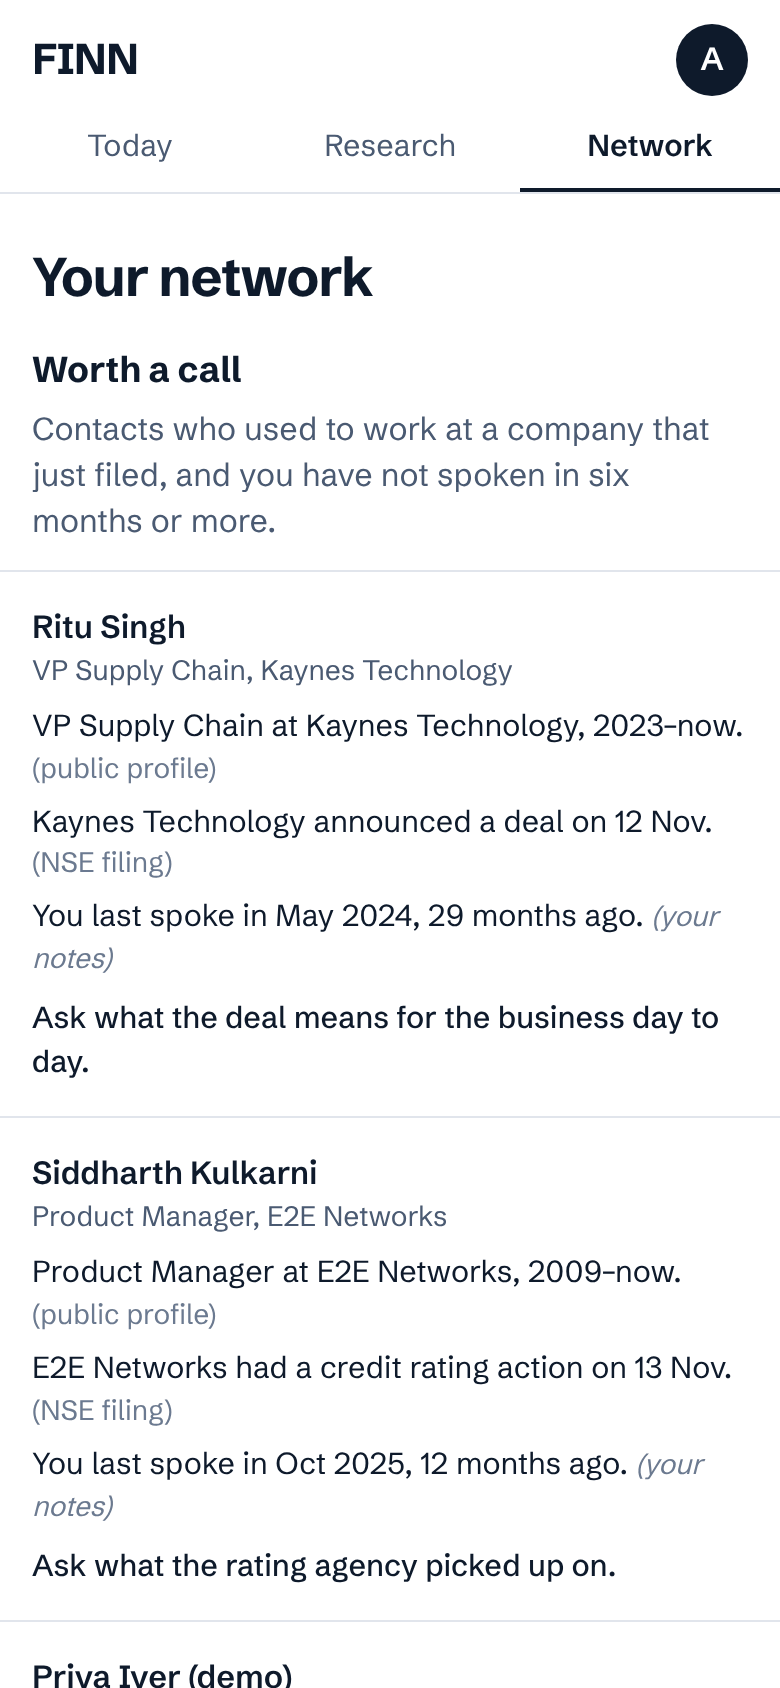 FINN
A
Today
Research
Network
Your network
Worth a call
Contacts who used to work at a company that
just filed, and you have not spoken in six
months or more.
Ritu Singh
VP Supply Chain, Kaynes Technology
VP Supply Chain at Kaynes Technology, 2023–now.
(public profile)
Kaynes Technology announced a deal on 12 Nov.
(NSE filing)
You last spoke in May 2024, 29 months ago. (your
notes)
Ask what the deal means for the business day to
day.
Siddharth Kulkarni
Product Manager, E2E Networks
Product Manager at E2E Networks, 2009–now.
(public profile)
E2E Networks had a credit rating action on 13 Nov.
(NSE filing)
You last spoke in Oct 2025, 12 months ago. (your
notes)
Ask what the rating agency picked up on.
Priya Iyer (demo)